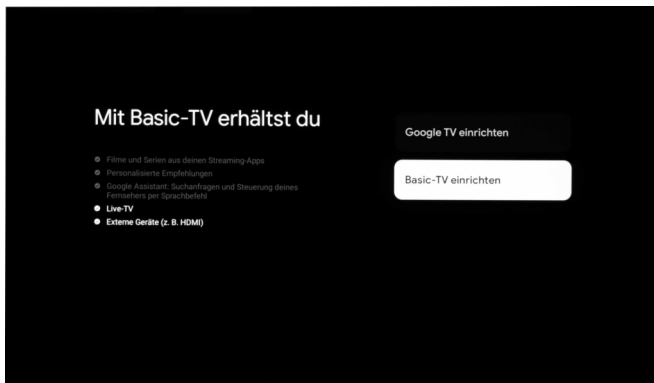 Mit Basic-TV erhältst du
Filme und Serien aus deinen Streaming-Apps
Personalisierte Empfehlungen
Google Assistant: Suchanfragen und Steuerung deines
Fernsehers per Sprachbefehl
Live-TV
Externe Geräte (z. B. HDMI)
Google TV einrichten
Basic-TV einrichten